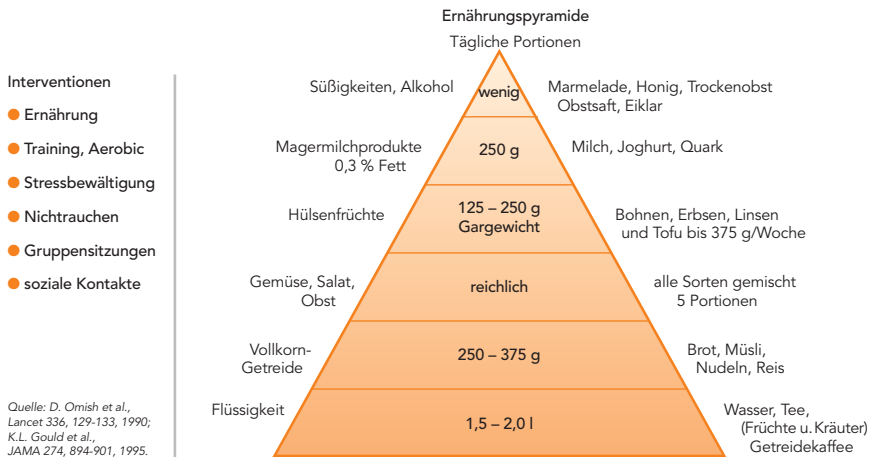 Ernährungspyramide
Tägliche Portionen
Interventionen
Ernährung
Training, Aerobic
Stressbewältigung
Nichtrauchen
Gruppensitzungen
soziale Kontakte
Quelle: D. Omish et al.,
Lancet 336, 129-133, 1990;
K.L. Gould et al.,
JAMA 274, 894-901, 1995.
Süßigkeiten, Alkohol
wenig
Marmelade, Honig, Trockenobst
Obstsaft, Eiklar
Magermilchprodukte
0,3 % Fett
250 g
Milch, Joghurt, Quark
Hülsenfrüchte
125 – 250 g
Gargewicht
Bohnen, Erbsen, Linsen
und Tofu bis 375 g/Woche
Gemüse, Salat,
Obst
reichlich
alle Sorten gemischt
5 Portionen
Vollkorn-
Getreide
250 – 375 g
Brot, Müsli,
Nudeln, Reis
Flüssigkeit
1,5 – 2,0 l
Wasser, Tee,
(Früchte u. Kräuter)
Getreidekaffee